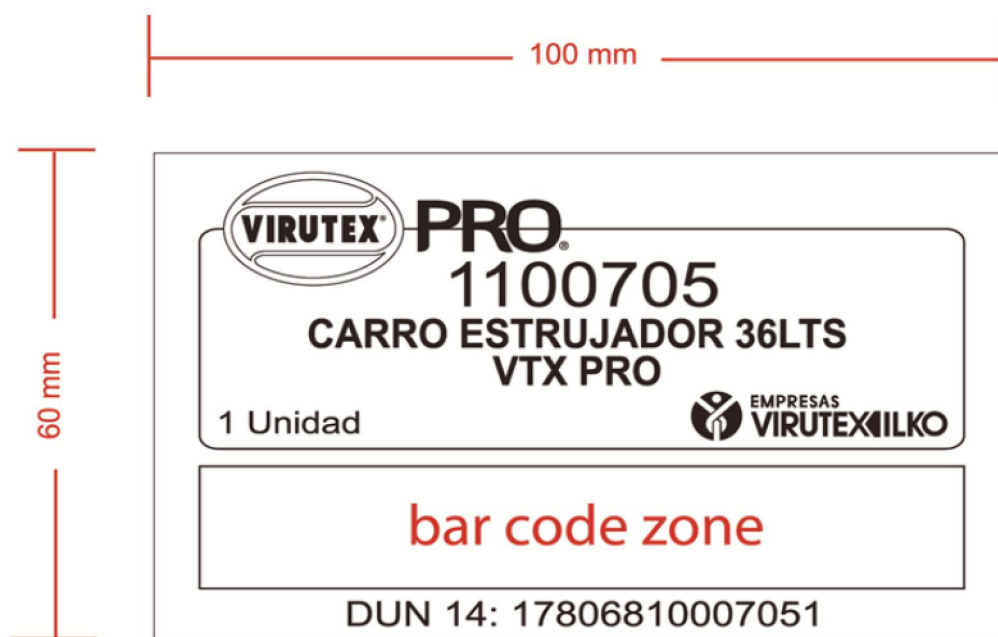 100 mm
60 mm
VIRUTEX®
PRO®
1100705
CARRO ESTRUJADOR 36LTS
VTX PRO
1 Unidad
EMPRESAS
VIRUTEX ILKO
bar code zone
DUN 14: 17806810007051